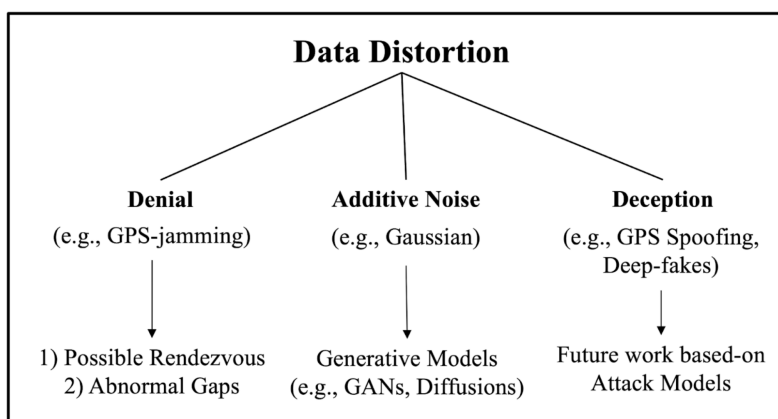 Data Distortion
Denial
(e.g., GPS-jamming)
1) Possible Rendezvous
2) Abnormal Gaps
Additive Noise
(e.g., Gaussian)
Generative Models
(e.g., GANs, Diffusions)
Deception
(e.g., GPS Spoofing,
Deep-fakes)
Future work based-on
Attack Models